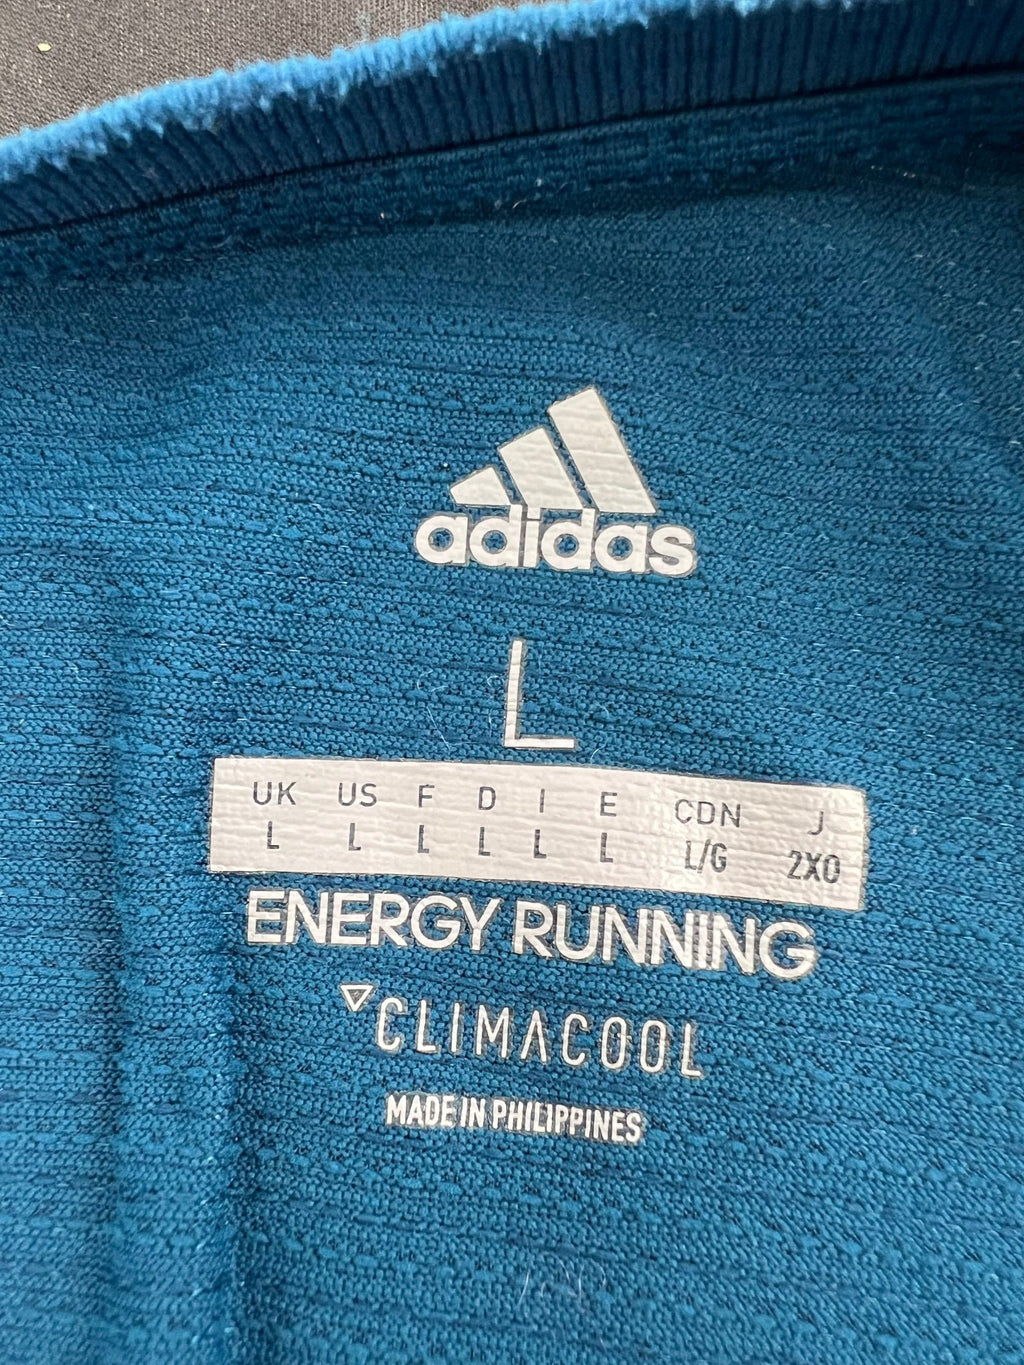 adidas
L
UK US F D I E CDN J
L L L L L L L/G 2XO
ENERGY RUNNING
CLIMACOOL
MADE IN PHILIPPINES